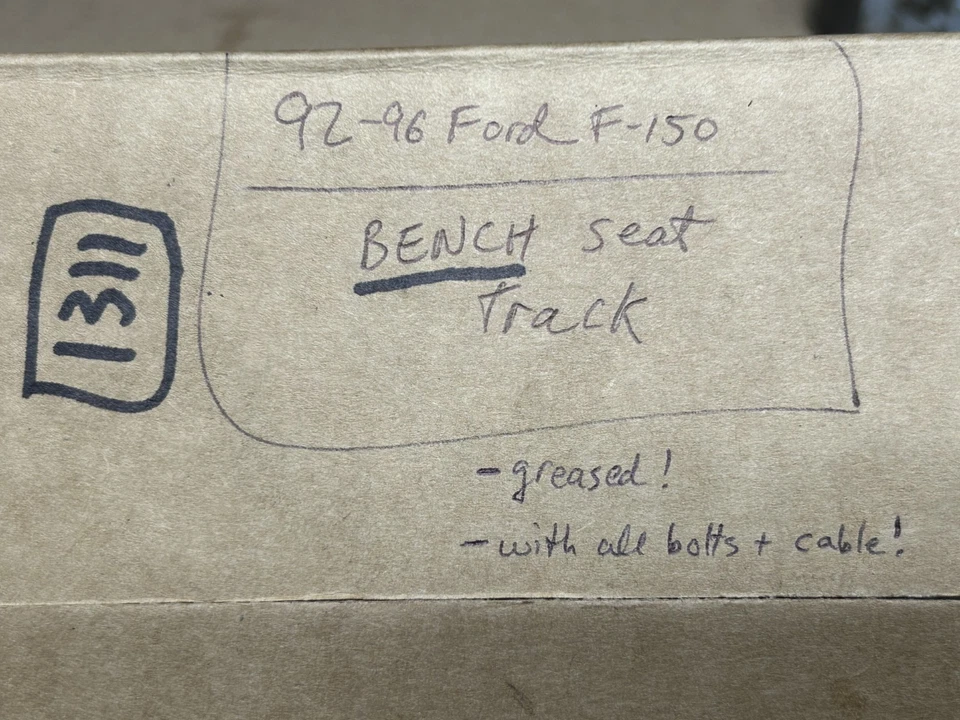 92-96 Ford F-150
BENCH seat
Track
1311
-greased!
-with all bolts + cable!